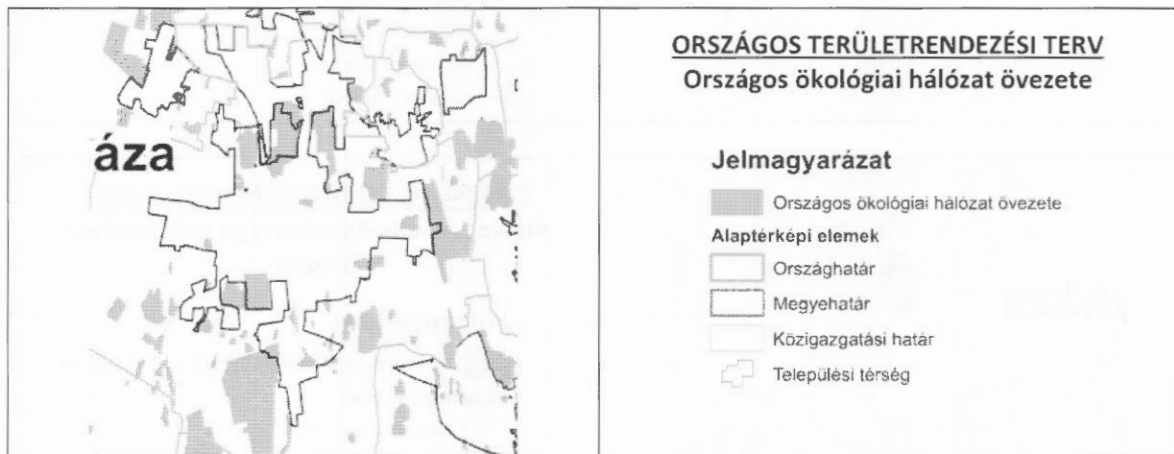 áza
ORSZÁGOS TERÜLETRENDEZÉSI TERV
Országos ökológiai hálózat övezete
Jelmagyarázat
Országos ökológiai hálózat övezete
Alaptérképi elemek
Országhatár
Megyehatár
Közigazgatási határ
Települési térség